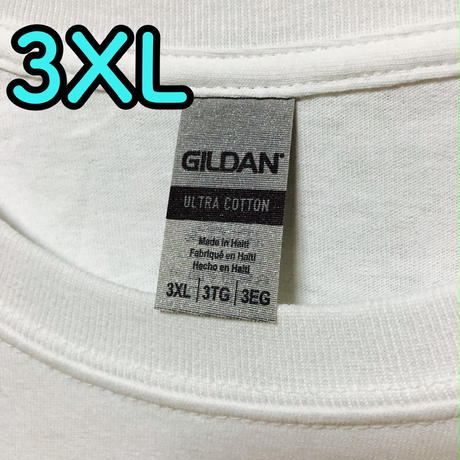 3XL
GILDAN®
ULTRA COTTON
Made in Haiti
Fabriqué en Haïti
Hecho en Haití
3XL | 3TG | 3EG